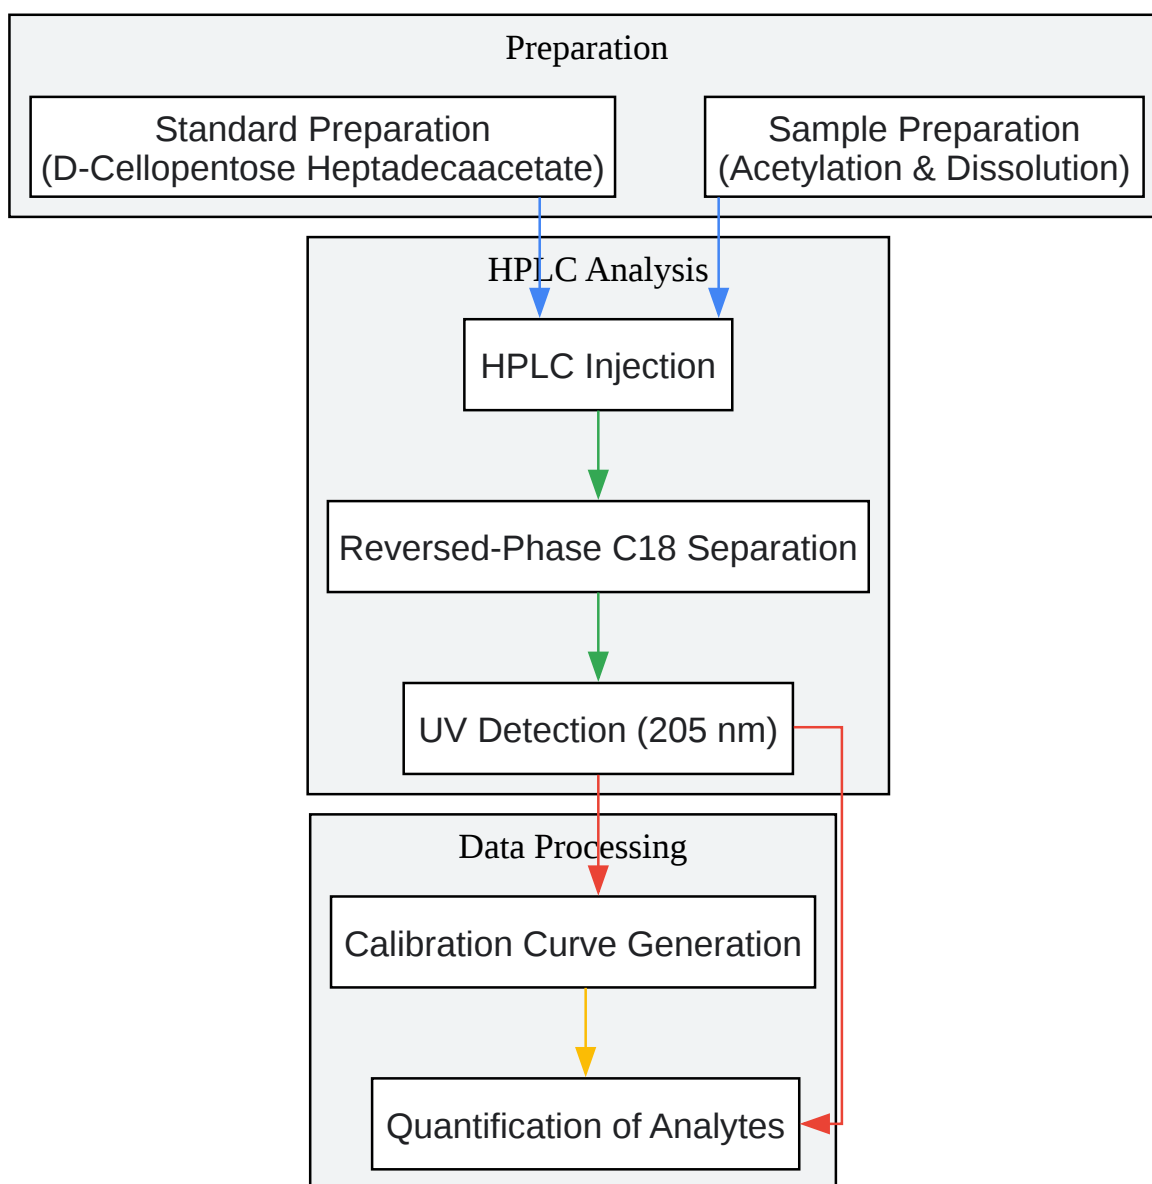 Preparation
Standard Preparation
(D-Cellopentose Heptadecaacetate)
Sample Preparation
(Acetylation & Dissolution)
HPLC Analysis
HPLC Injection
Reversed-Phase C18 Separation
UV Detection (205 nm)
Data Processing
Calibration Curve Generation
Quantification of Analytes